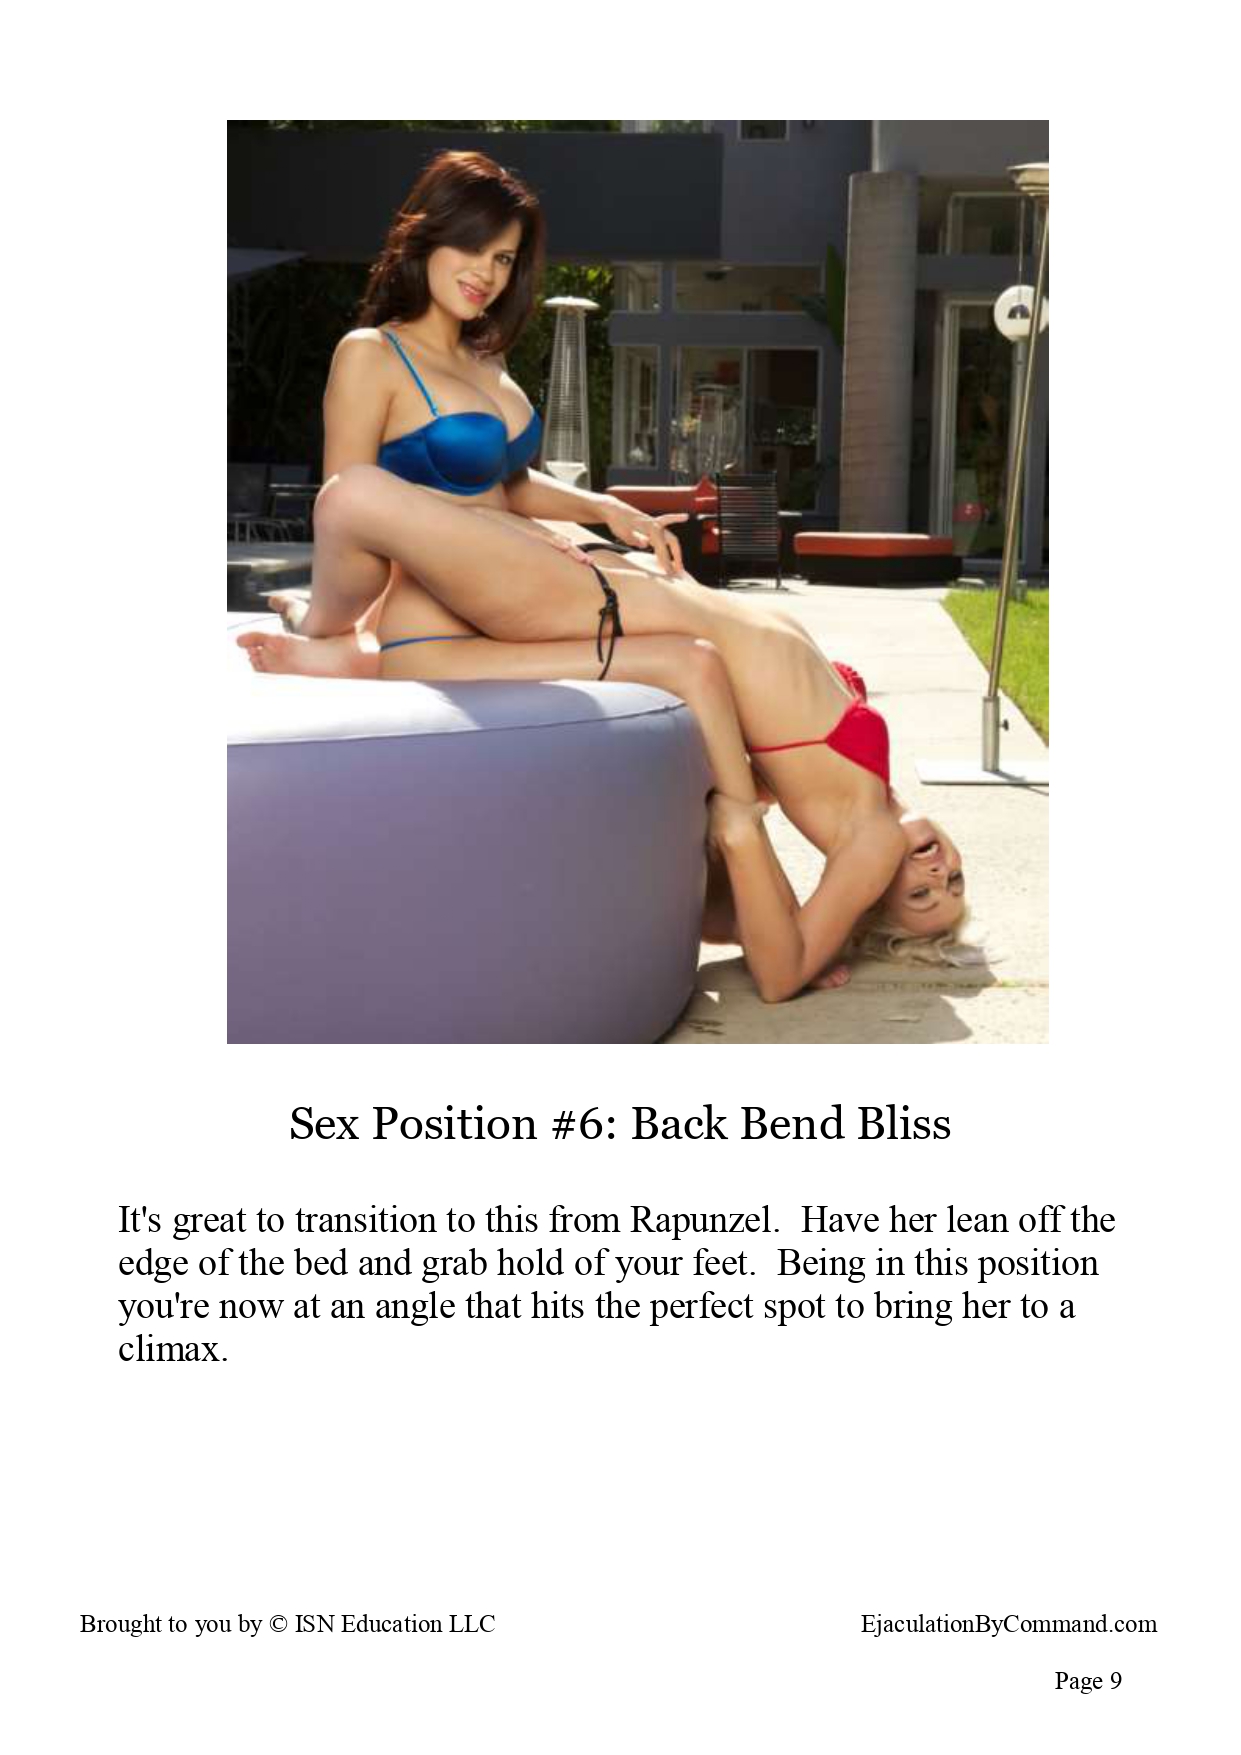 Sex Position #6: Back Bend Bliss
It's great to transition to this from Rapunzel.  Have her lean off the
edge of the bed and grab hold of your feet.  Being in this position
you're now at an angle that hits the perfect spot to bring her to a
climax.
Brought to you by © ISN Education LLC
EjaculationByCommand.com
Page 9